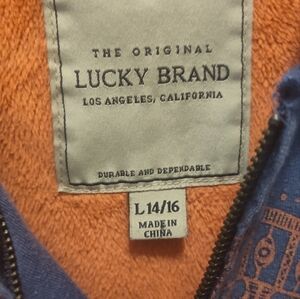 THE ORIGINAL
LUCKY BRAND
LOS ANGELES, CALIFORNIA
DURABLE AND DEPENDABLE
L 14/16
MADE IN
CHINA